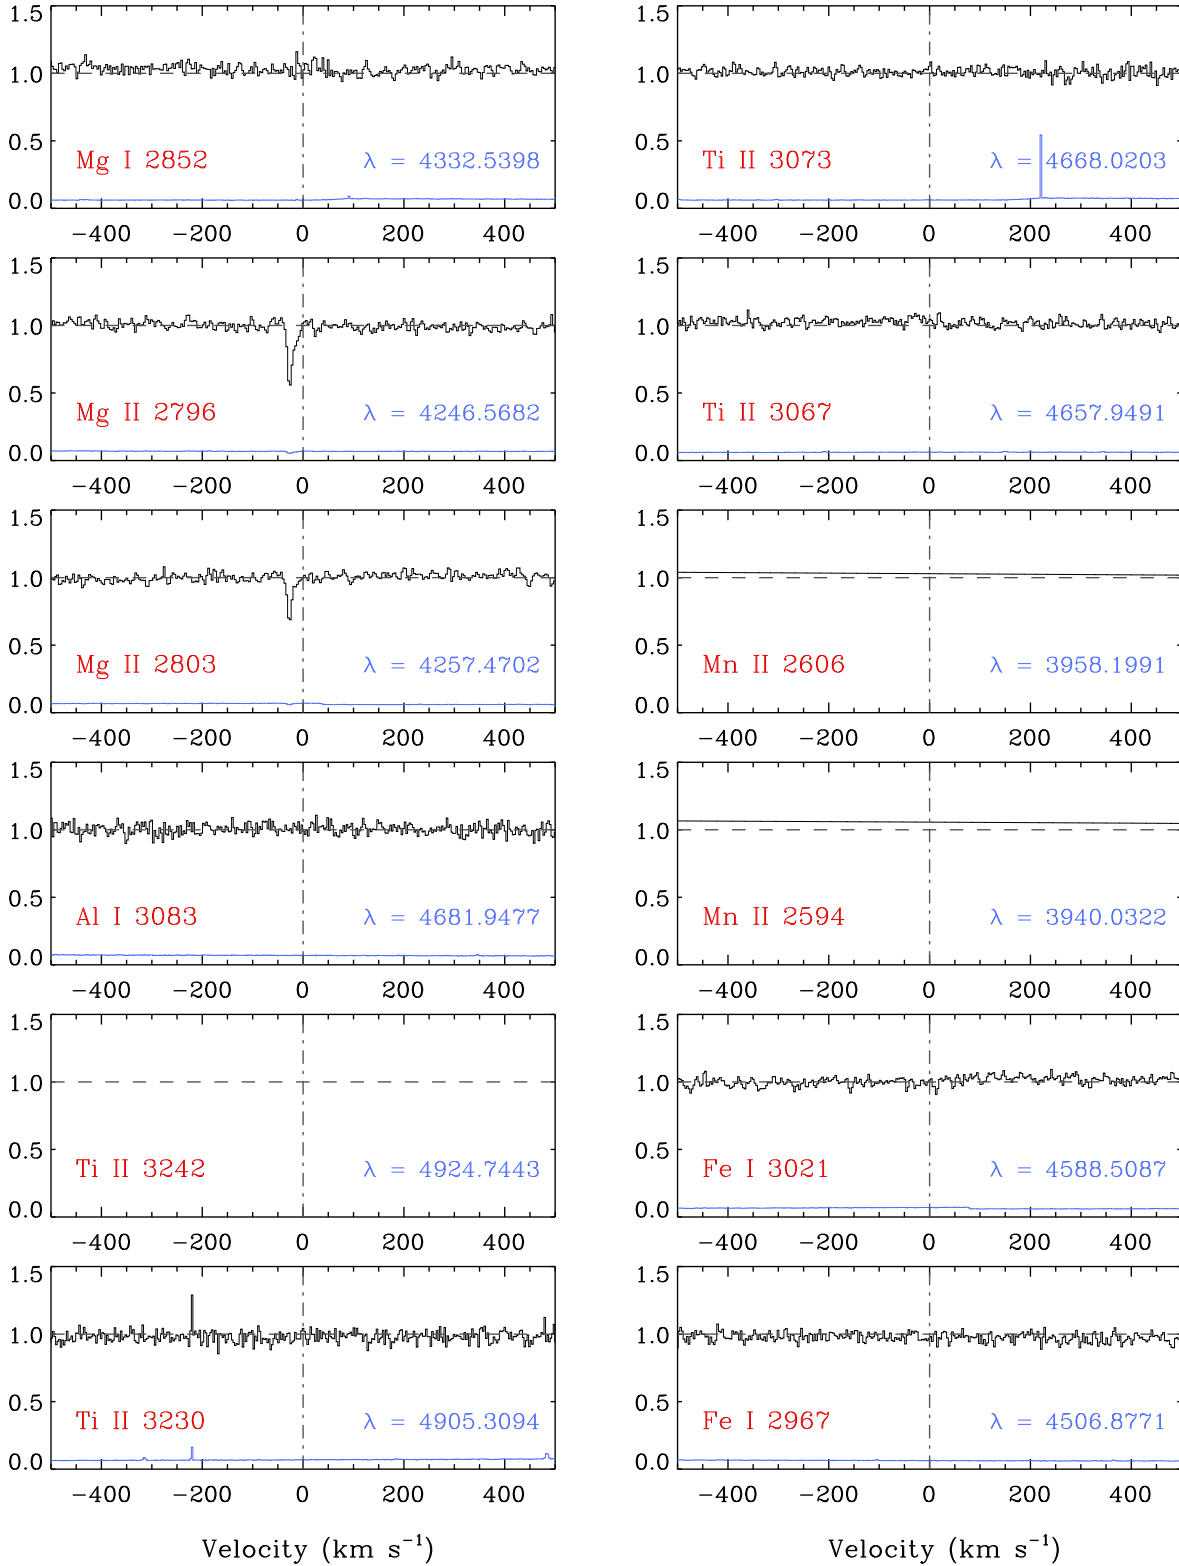 1.5
1.0
0.5
0.0
Mg I 2852
λ = 4332.5398
−400 −200 0 200 400
1.5
1.0
0.5
0.0
Mg II 2796
λ = 4246.5682
−400 −200 0 200 400
1.5
1.0
0.5
0.0
Mg II 2803
λ = 4257.4702
−400 −200 0 200 400
1.5
1.0
0.5
0.0
Al I 3083
λ = 4681.9477
−400 −200 0 200 400
1.5
1.0
0.5
0.0
Ti II 3242
λ = 4924.7443
−400 −200 0 200 400
1.5
1.0
0.5
0.0
Ti II 3230
λ = 4905.3094
−400 −200 0 200 400
Velocity (km s⁻¹)
1.5
1.0
0.5
0.0
Ti II 3073
λ = 4668.0203
−400 −200 0 200 400
1.5
1.0
0.5
0.0
Ti II 3067
λ = 4657.9491
−400 −200 0 200 400
1.5
1.0
0.5
0.0
Mn II 2606
λ = 3958.1991
−400 −200 0 200 400
1.5
1.0
0.5
0.0
Mn II 2594
λ = 3940.0322
−400 −200 0 200 400
1.5
1.0
0.5
0.0
Fe I 3021
λ = 4588.5087
−400 −200 0 200 400
1.5
1.0
0.5
0.0
Fe I 2967
λ = 4506.8771
−400 −200 0 200 400
Velocity (km s⁻¹)